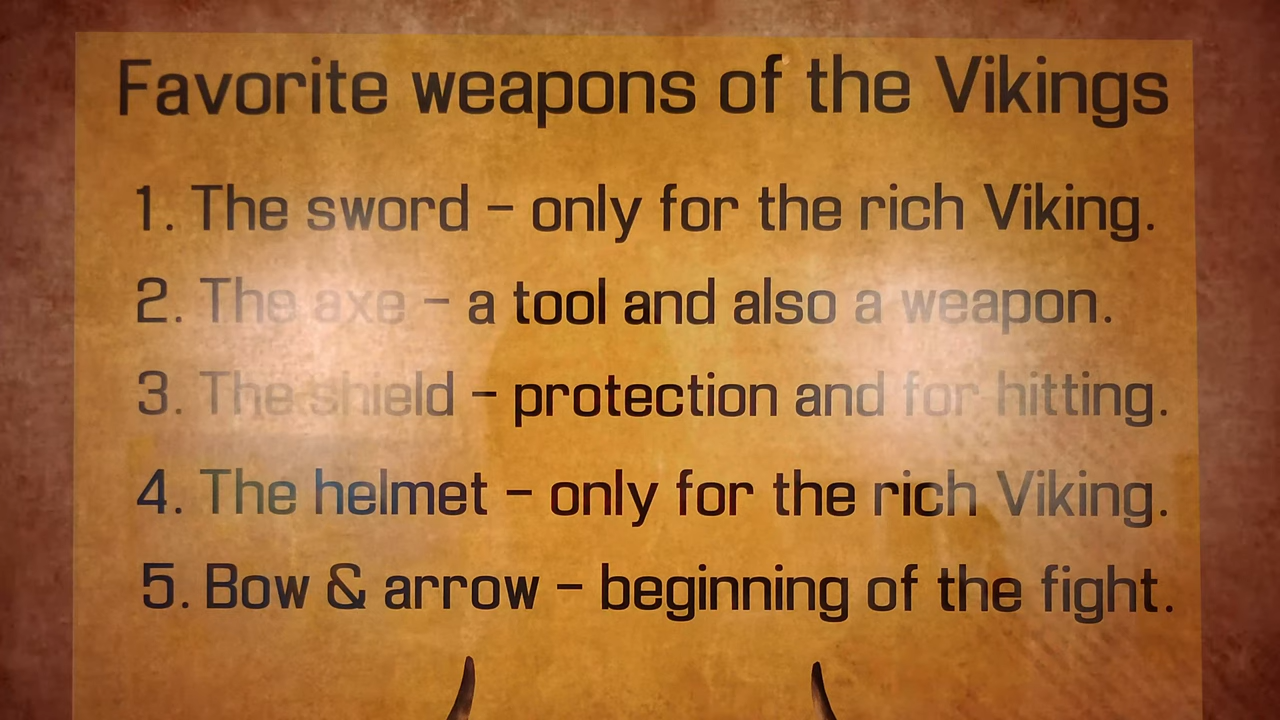 Favorite weapons of the Vikings
1. The sword – only for the rich Viking.
2. The axe – a tool and also a weapon.
3. The shield – protection and for hitting.
4. The helmet – only for the rich Viking.
5. Bow & arrow – beginning of the fight.